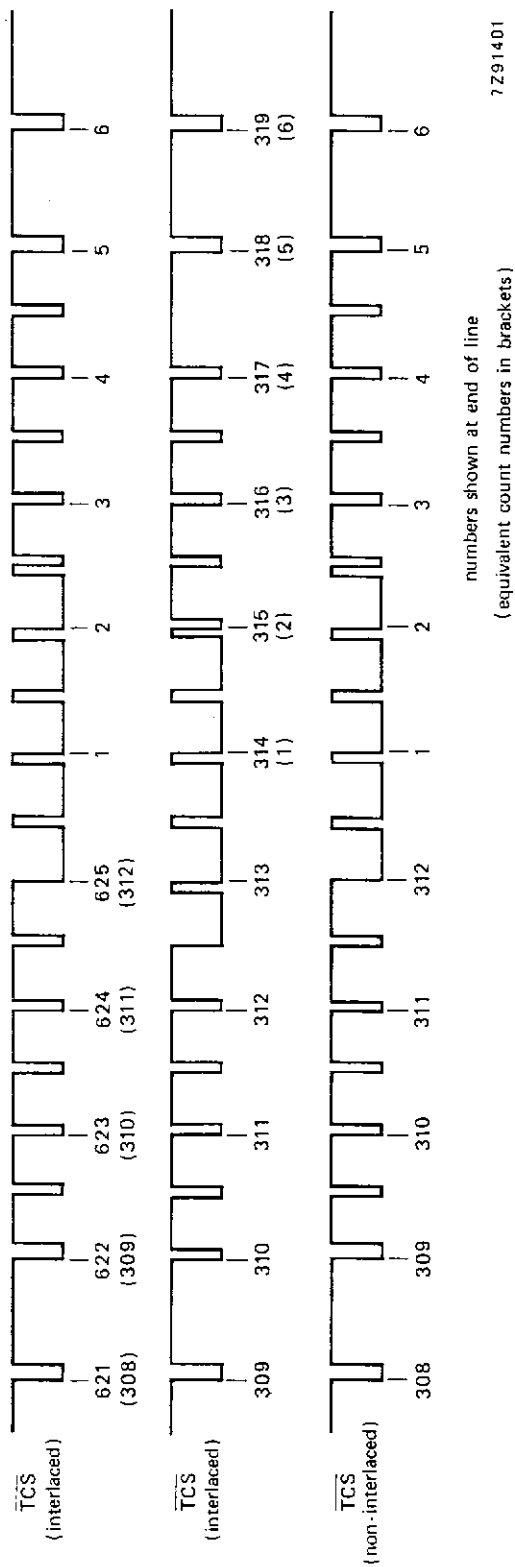 TCS
(interlaced)
621 622 623 624 625 1 2 3 4 5 6
(308) (309) (310) (311) (312)
TCS
(interlaced)
309 310 311 312 313 314 315 316 317 318 319
(1) (2) (3) (4) (5) (6)
TCS
(non-interlaced)
308 309 310 311 312 1 2 3 4 5 6
numbers shown at end of line
(equivalent count numbers in brackets)
7Z91401